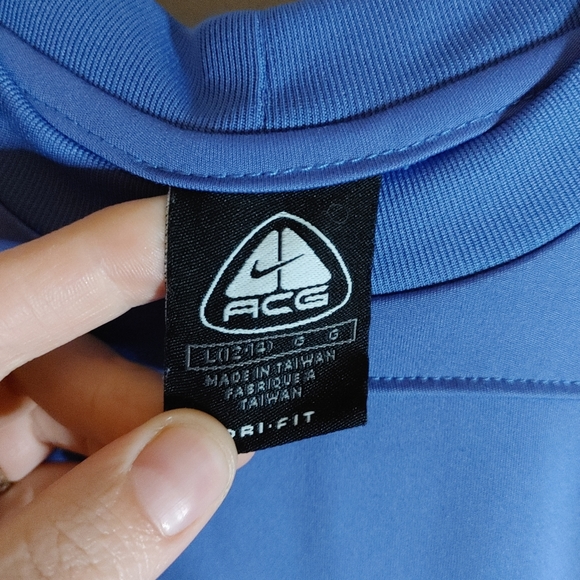 ACG
L(12-14) G G
MADE IN TAIWAN
FABRIQUE A
TAIWAN
DRI·FIT